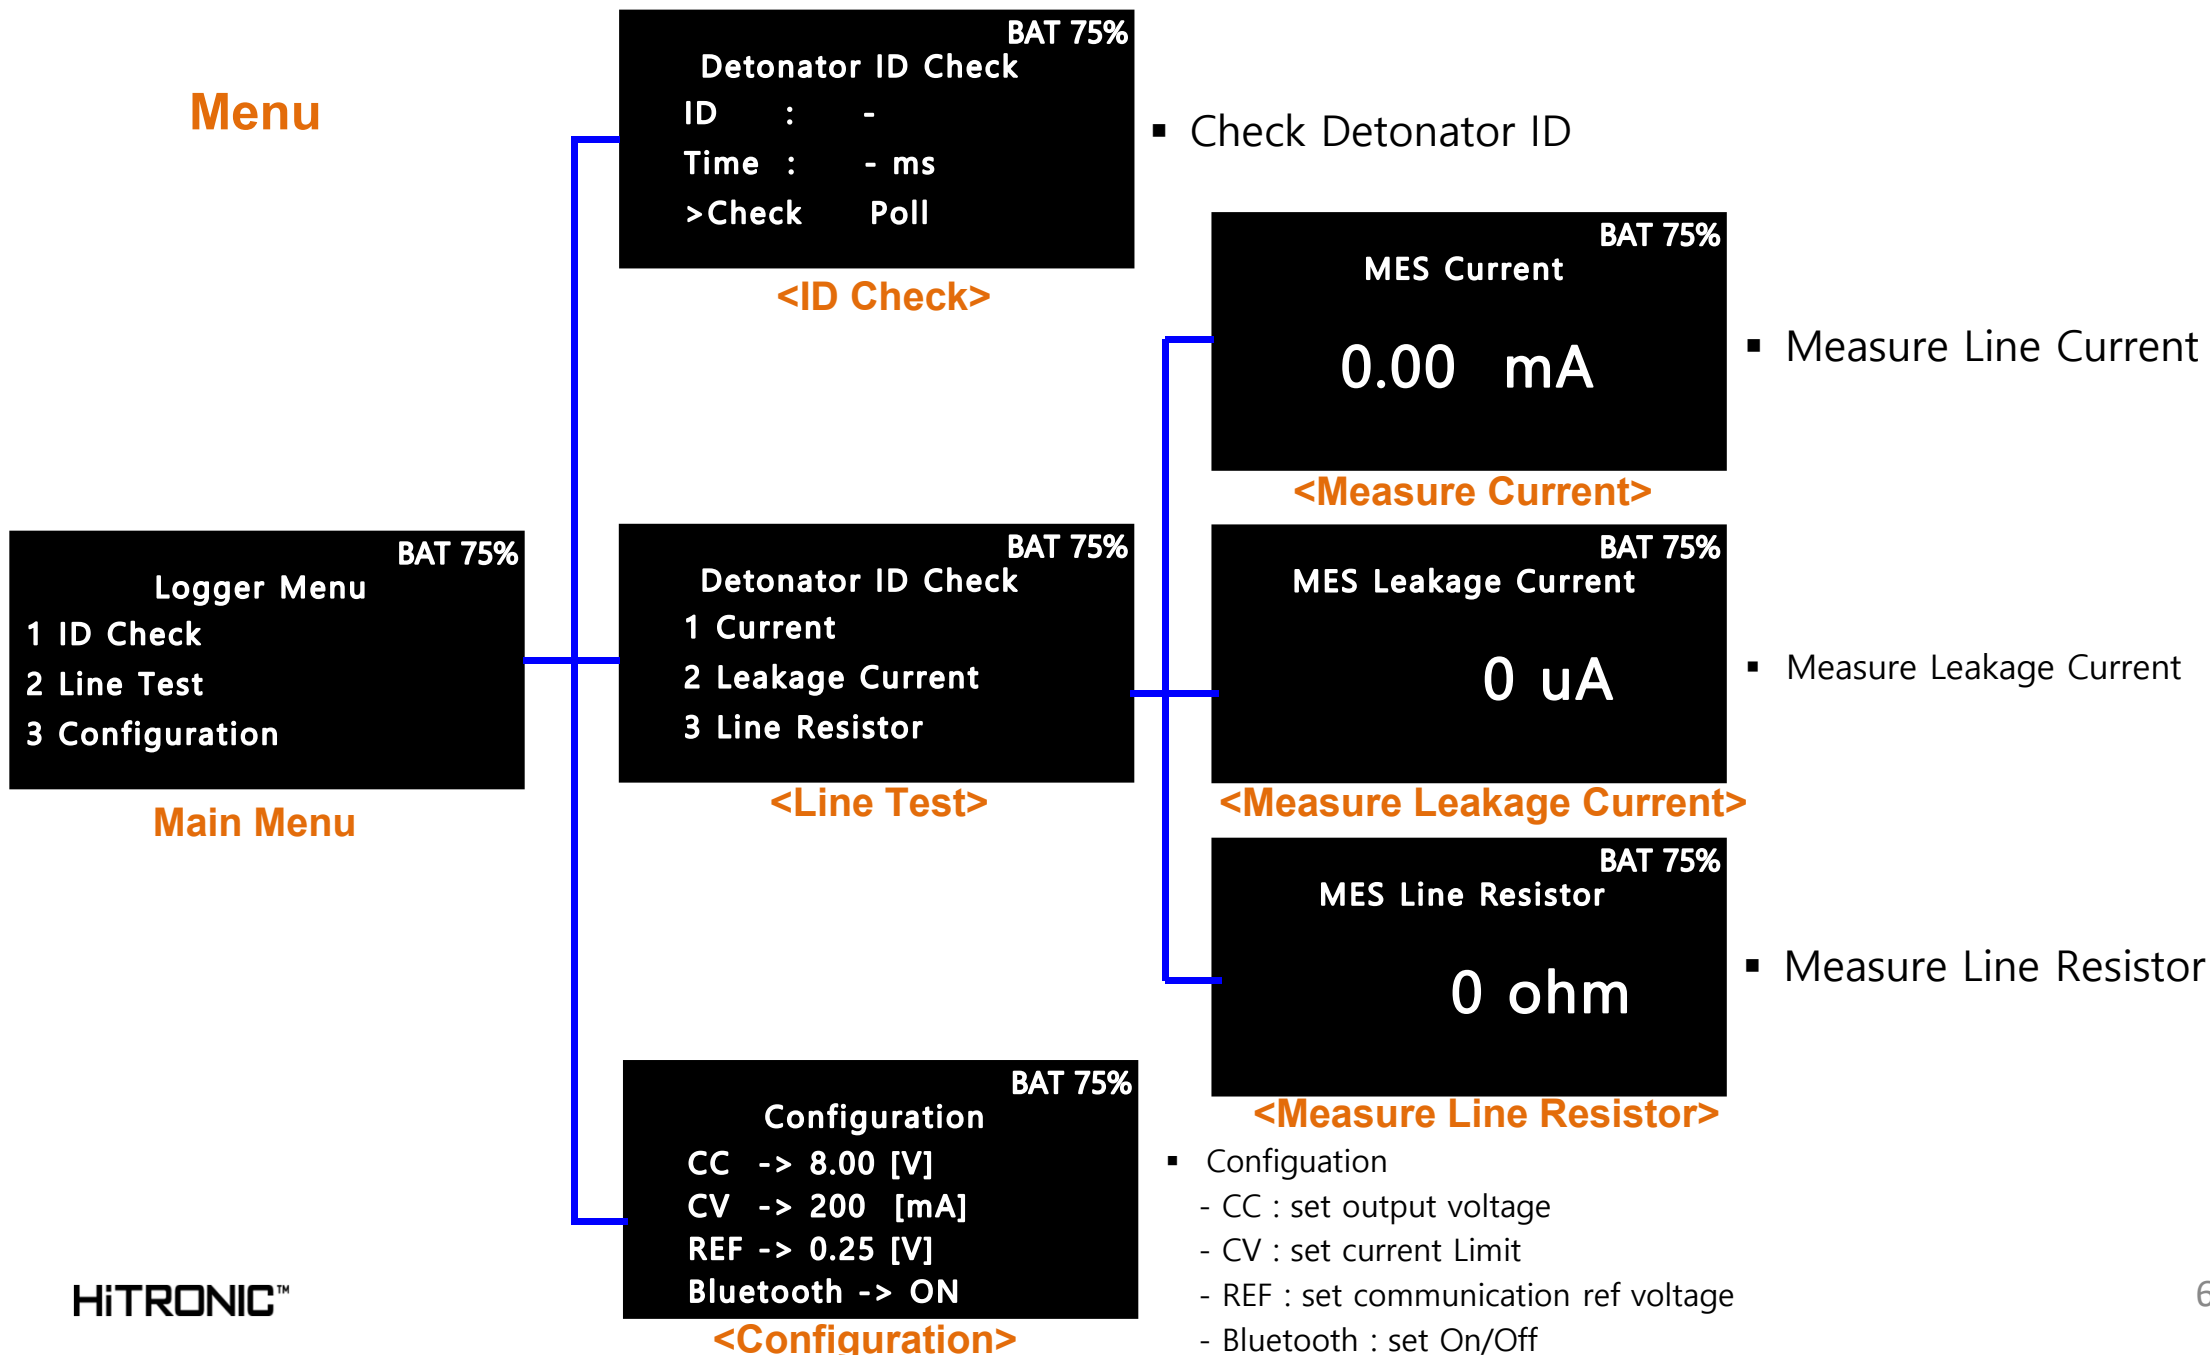 Menu
BAT 75%
Detonator ID Check
ID : -
Time : - ms
>Check Poll
<ID Check>
▪ Check Detonator ID
BAT 75%
MES Current
0.00 mA
<Measure Current>
▪ Measure Line Current
BAT 75%
Logger Menu
1 ID Check
2 Line Test
3 Configuration
Main Menu
BAT 75%
Detonator ID Check
1 Current
2 Leakage Current
3 Line Resistor
<Line Test>
BAT 75%
MES Leakage Current
0 uA
<Measure Leakage Current>
▪ Measure Leakage Current
BAT 75%
MES Line Resistor
0 ohm
<Measure Line Resistor>
▪ Measure Line Resistor
BAT 75%
Configuration
CC -> 8.00 [V]
CV -> 200 [mA]
REF -> 0.25 [V]
Bluetooth -> ON
<Configuration>
▪ Configuation
- CC : set output voltage
- CV : set current Limit
- REF : set communication ref voltage
- Bluetooth : set On/Off
HiTRONIC™
6